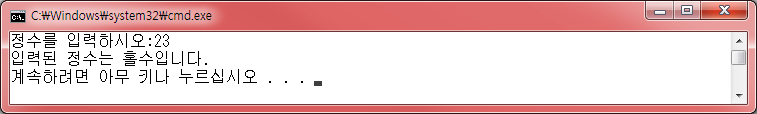 C:₩Windows₩system32₩cmd.exe
정수를 입력하시오:23
입력된 정수는 홀수입니다.
계속하려면 아무 키나 누르십시오 . . .